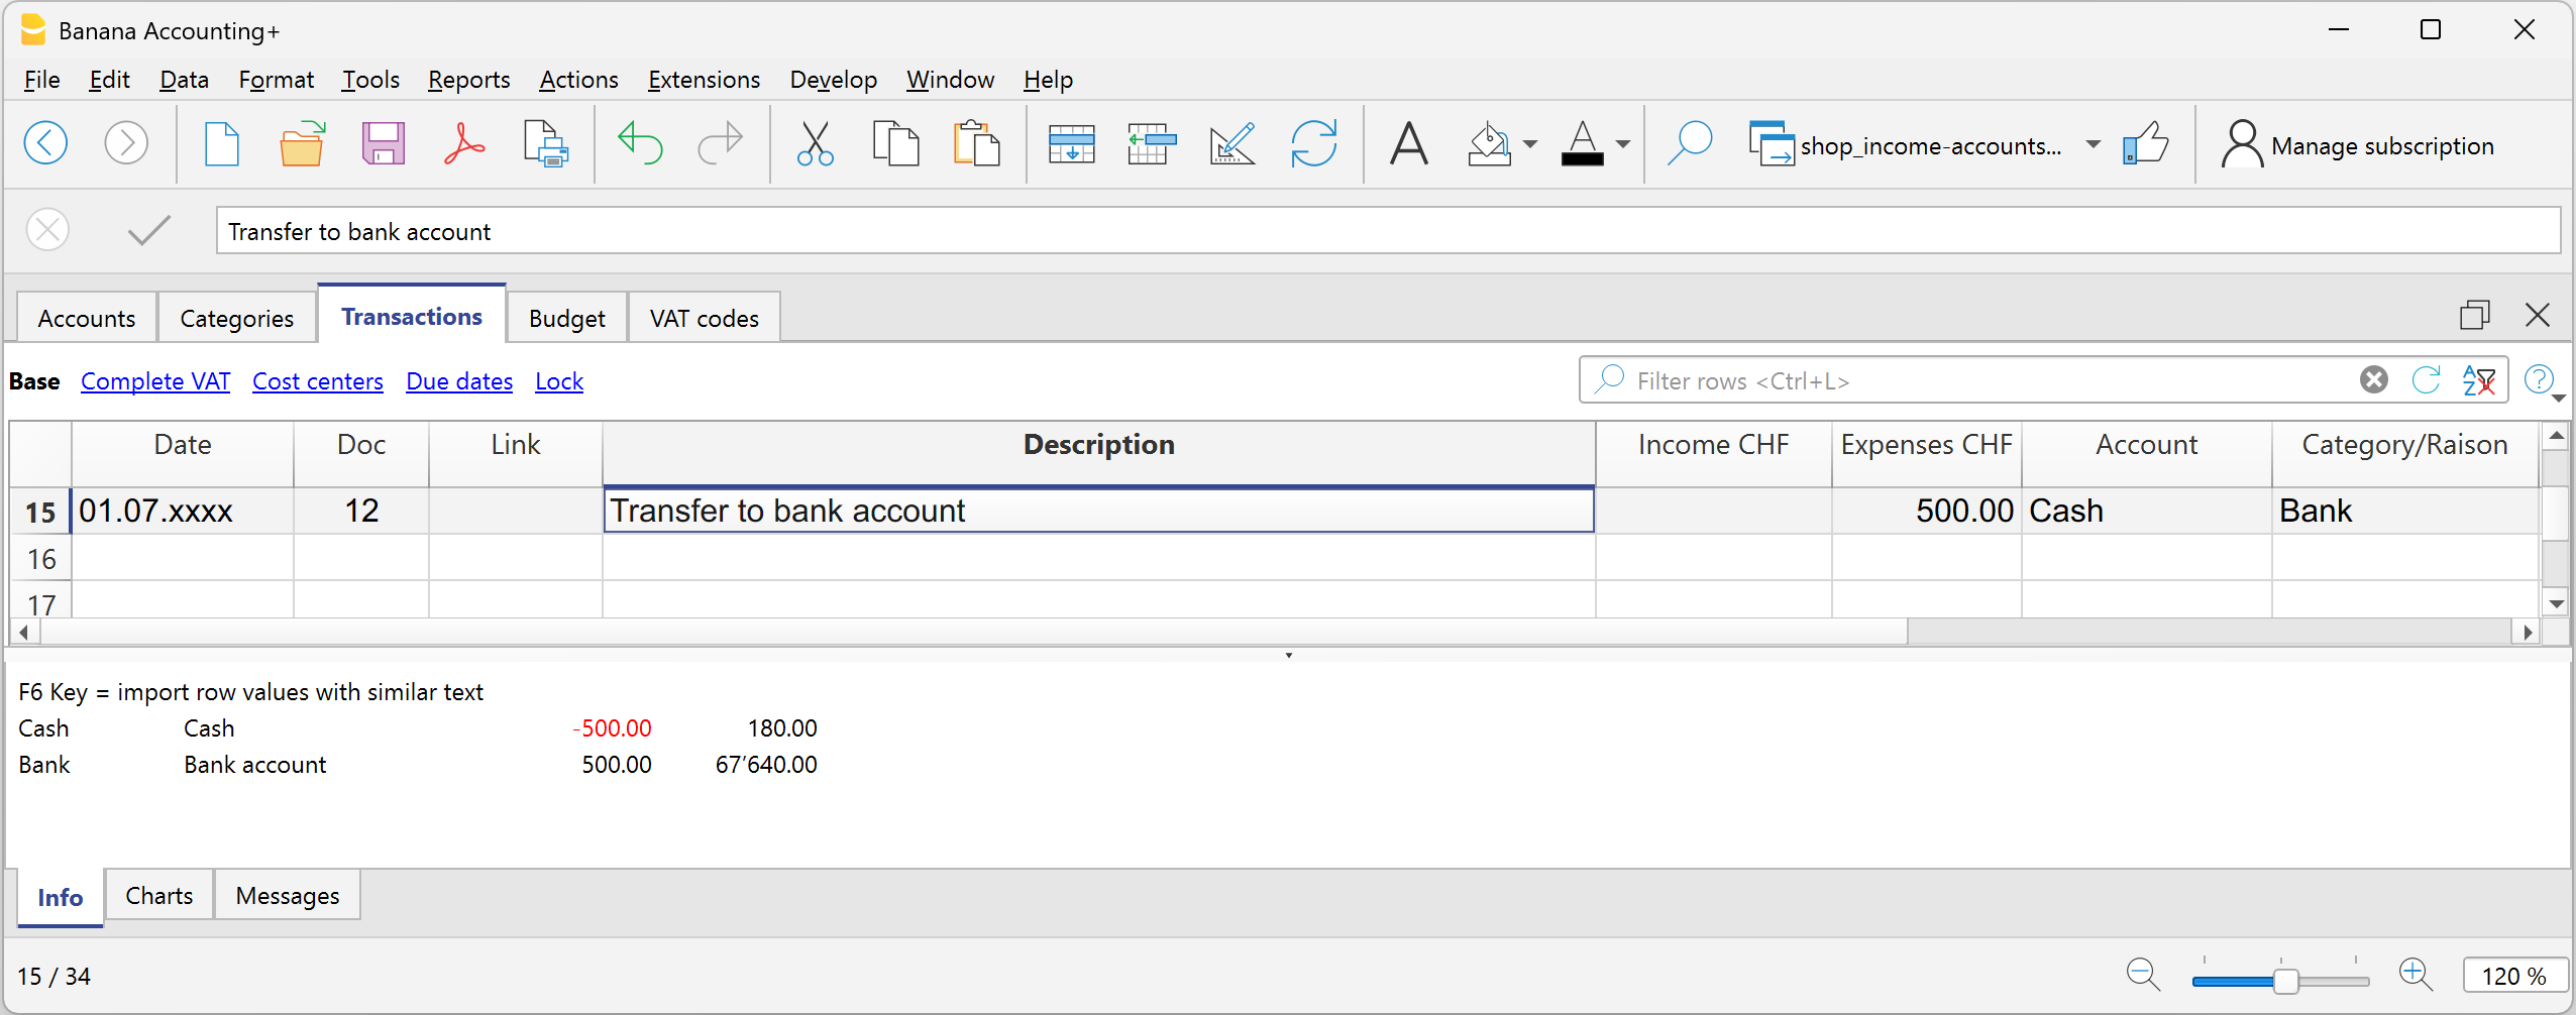 Banana Accounting+
File Edit Data Format Tools Reports Actions Extensions Develop Window Help
shop_income-accounts... Manage subscription
Transfer to bank account
Accounts Categories Transactions Budget VAT codes
Base Complete VAT Cost centers Due dates Lock Filter rows <Ctrl+L>
Date Doc Link Description Income CHF Expenses CHF Account Category/Raison
15 01.07.xxxx 12 Transfer to bank account 500.00 Cash Bank
16
17
F6 Key = import row values with similar text
Cash Cash -500.00 180.00
Bank Bank account 500.00 67’640.00
Info Charts Messages
15 / 34 120 %